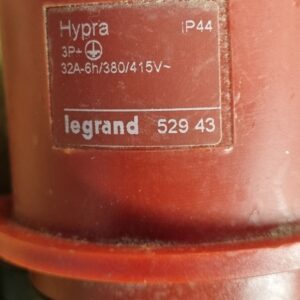 Hypra IP44
3P+⏚
32A-6h/380/415V~
legrand 529 43